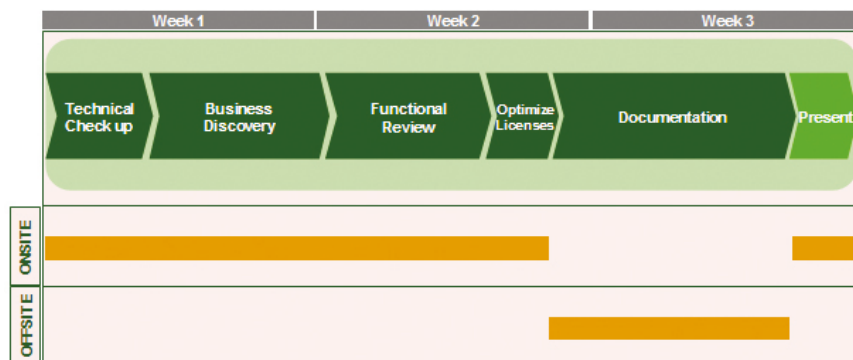 Week 1
Week 2
Week 3
Technical
Check up
Business
Discovery
Functional
Review
Optimize
Licenses
Documentation
Present
ONSITE
OFFSITE